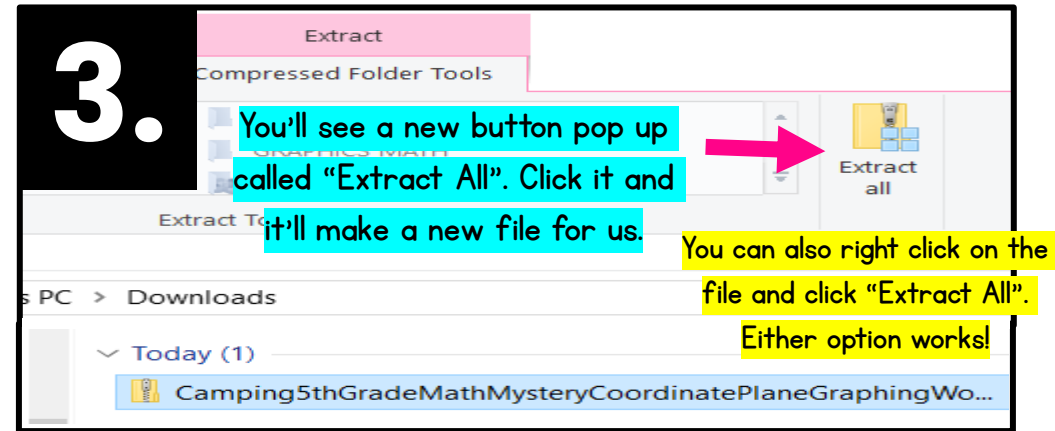 3.
Extract
Compressed Folder Tools
You'll see a new button pop up
GRAPHICS MATH
called “Extract All”. Click it and
Extract
all
Extract To
it'll make a new file for us.
You can also right click on the
file and click “Extract All”.
Either option works!
s PC > Downloads
Today (1)
Camping5thGradeMathMysteryCoordinatePlaneGraphingWo...